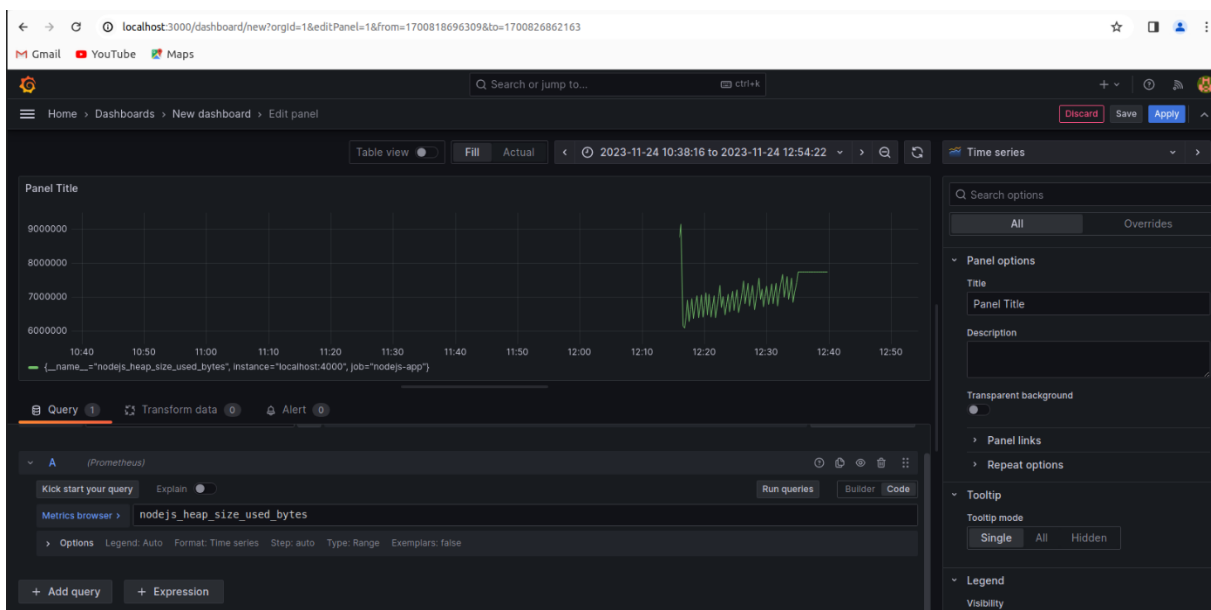 localhost:3000/dashboard/new?orgId=1&editPanel=1&from=1700818696309&to=1700826862163
Gmail YouTube Maps
Search or jump to... ctrl+k
Home › Dashboards › New dashboard › Edit panel Discard Save Apply
Table view Fill Actual 2023-11-24 10:38:16 to 2023-11-24 12:54:22 Time series
Panel Title
9000000
8000000
7000000
6000000
10:40 10:50 11:00 11:10 11:20 11:30 11:40 11:50 12:00 12:10 12:20 12:30 12:40 12:50
{__name__="nodejs_heap_size_used_bytes", instance="localhost:4000", job="nodejs-app"}
Query 1 Transform data 0 Alert 0
A (Prometheus)
Kick start your query Explain Run queries Builder Code
Metrics browser > nodejs_heap_size_used_bytes
> Options Legend: Auto Format: Time series Step: auto Type: Range Exemplars: false
+ Add query + Expression
Search options
All Overrides
Panel options
Title
Panel Title
Description
Transparent background
Panel links
Repeat options
Tooltip
Tooltip mode
Single All Hidden
Legend
Visibility